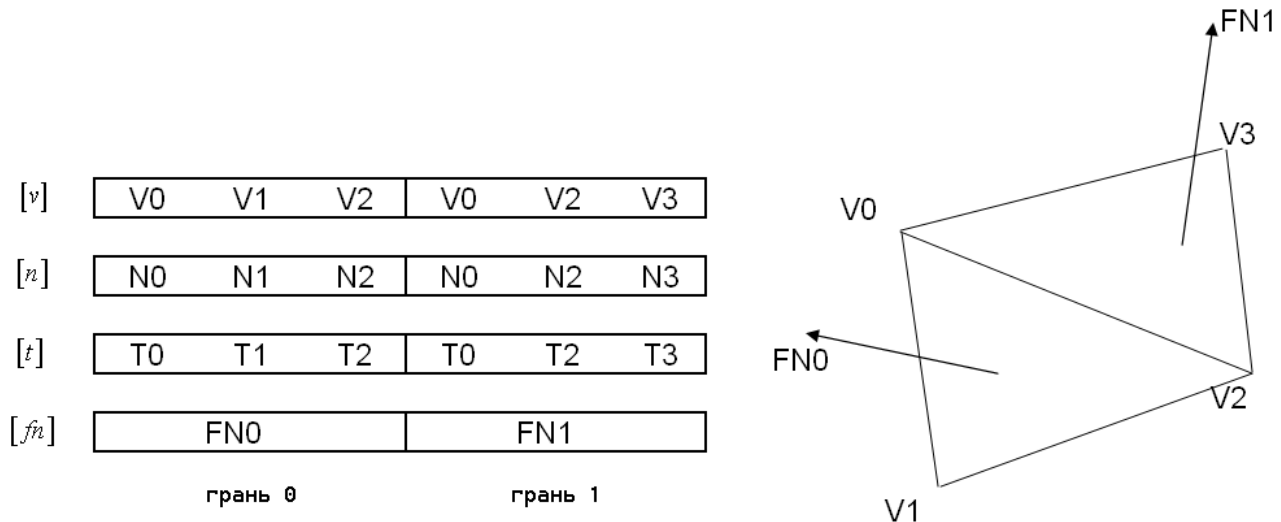 [v] V0 V1 V2 V0 V2 V3
[n] N0 N1 N2 N0 N2 N3
[t] T0 T1 T2 T0 T2 T3
[fn] FN0 FN1
грань 0 грань 1
FN1
V3
V0
FN0
V2
V1